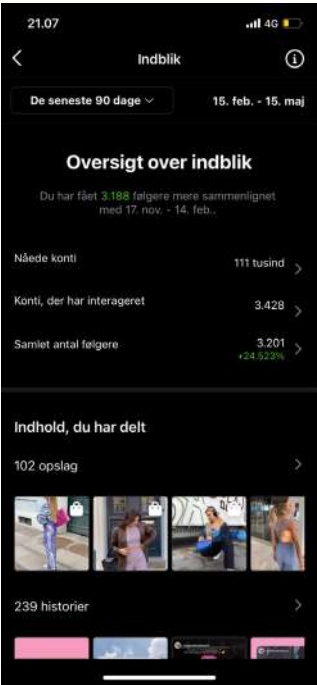 21.07
4G
Indblik
De seneste 90 dage
15. feb. - 15. maj
Oversigt over indblik
Du har fået 3.188 følgere mere sammenlignet
med 17. nov. - 14. feb..
Nåede konti
111 tusind
Konti, der har interageret
3.428
Samlet antal følgere
3.201
+24.523%
Indhold, du har delt
102 opslag
239 historier